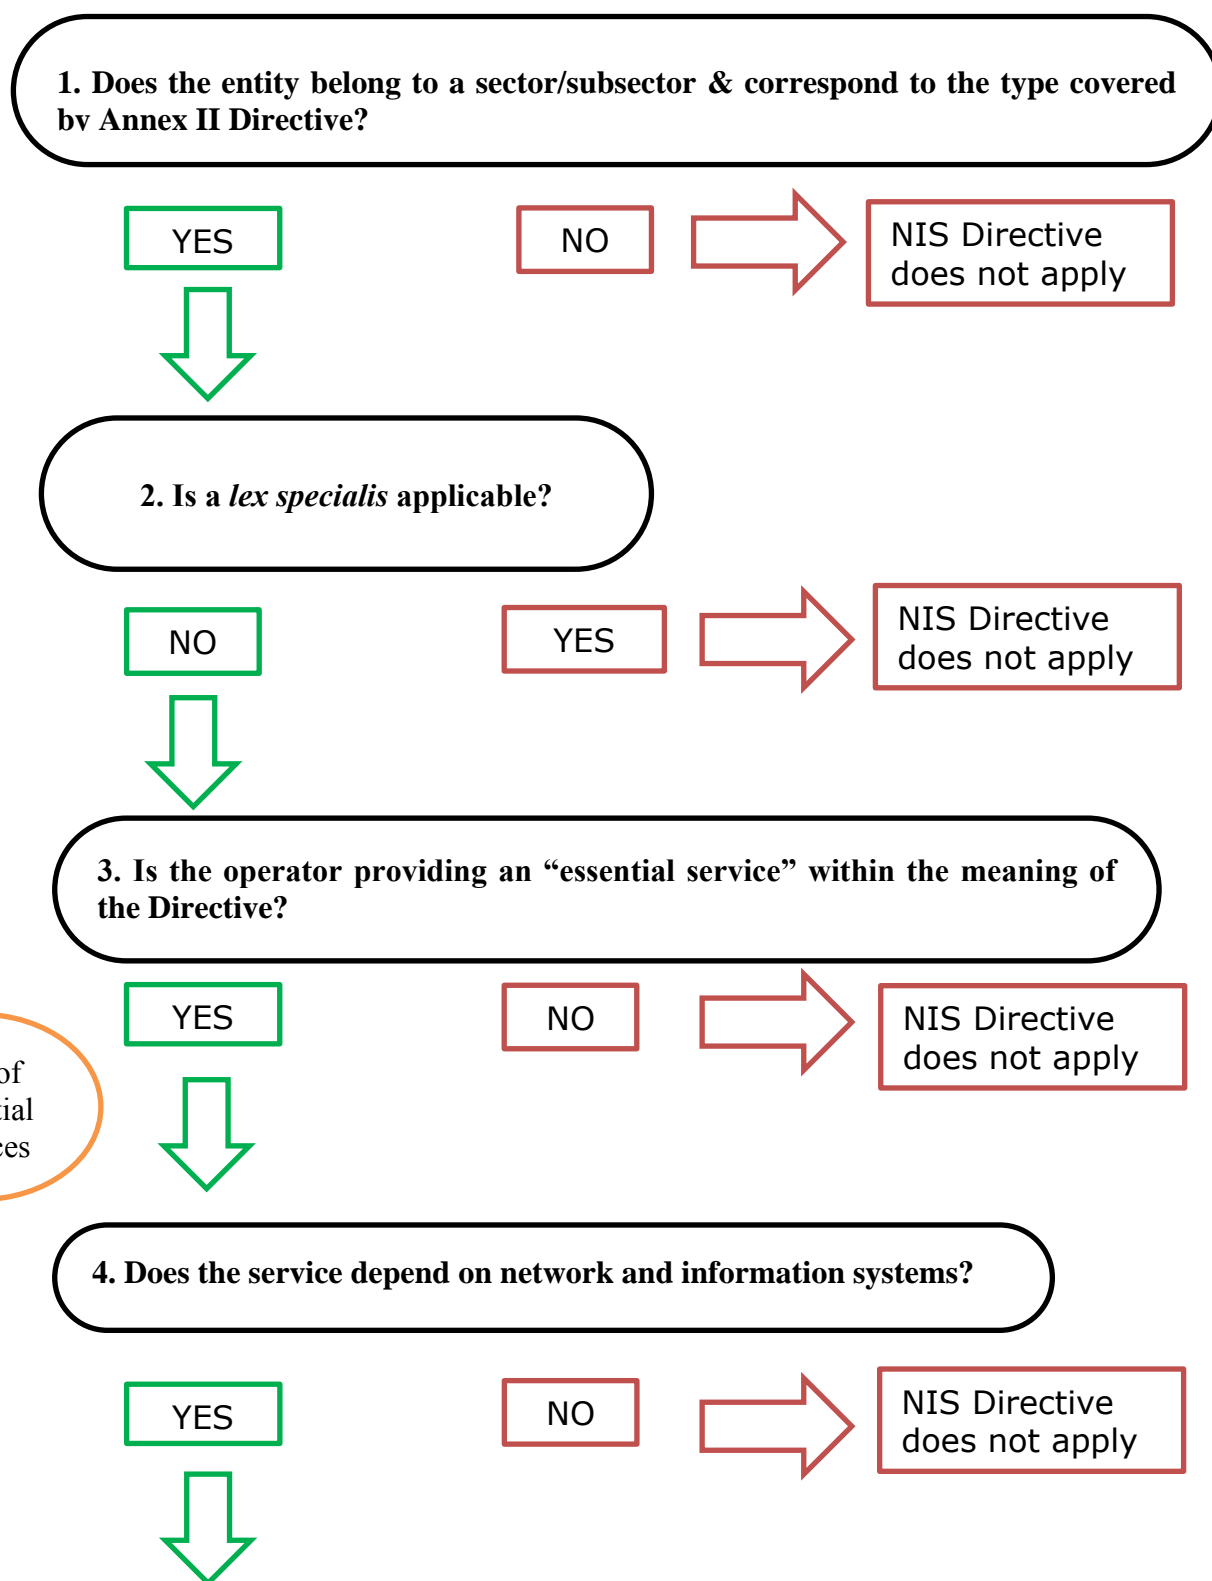 1. Does the entity belong to a sector/subsector & correspond to the type covered
by Annex II Directive?
YES
NO
NIS Directive
does not apply
2. Is a lex specialis applicable?
NO
YES
NIS Directive
does not apply
3. Is the operator providing an “essential service” within the meaning of
the Directive?
YES
NO
NIS Directive
does not apply
of
4. Does the service depend on network and information systems?
YES
NO
NIS Directive
does not apply